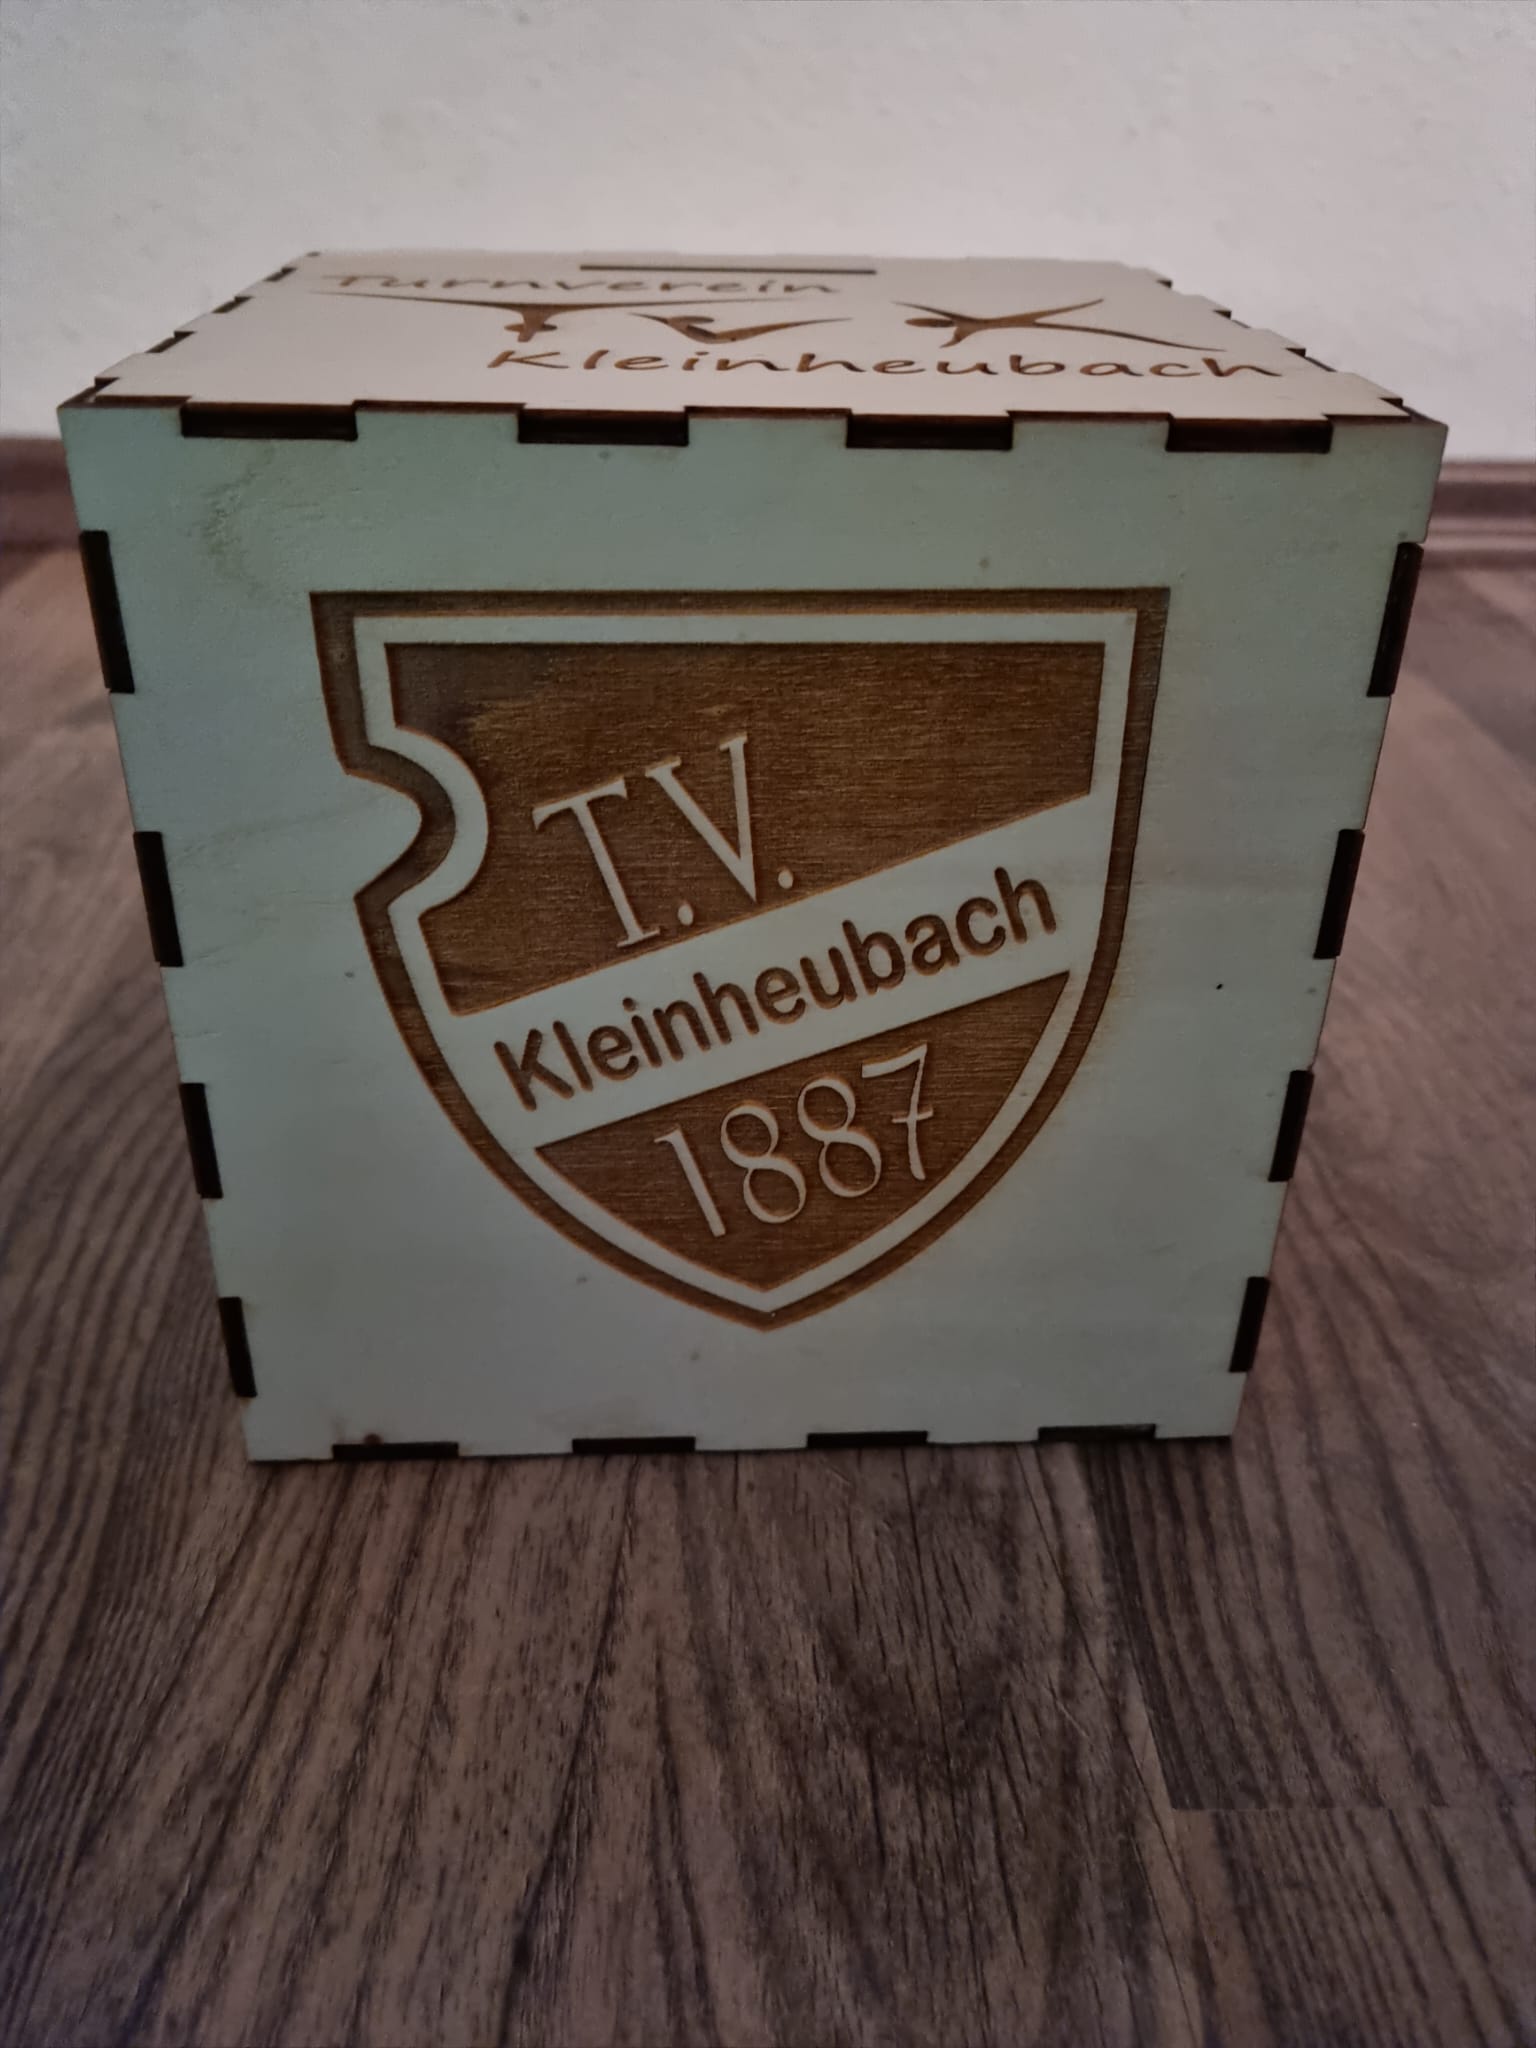 Turnverein
Kleinheubach
T.V.
Kleinheubach
1887